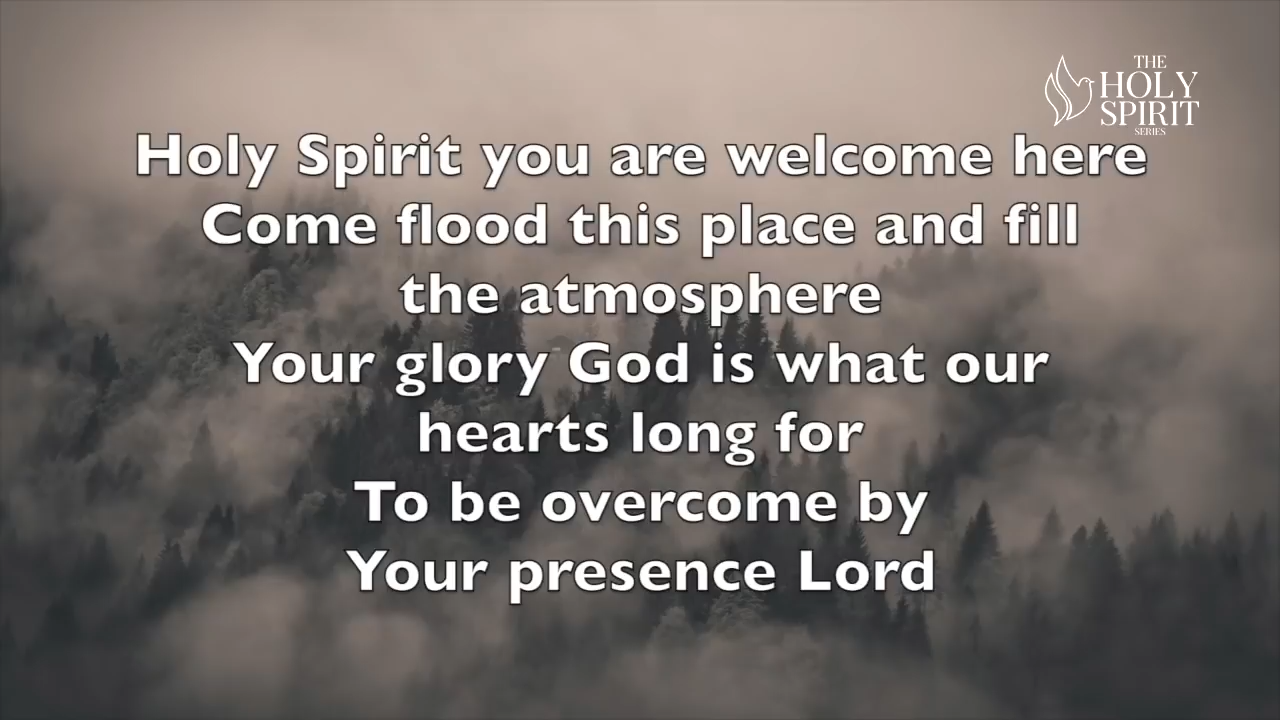 THE
HOLY
SPIRIT
SERIES
Holy Spirit you are welcome here
Come flood this place and fill
the atmosphere
Your glory God is what our
hearts long for
To be overcome by
Your presence Lord